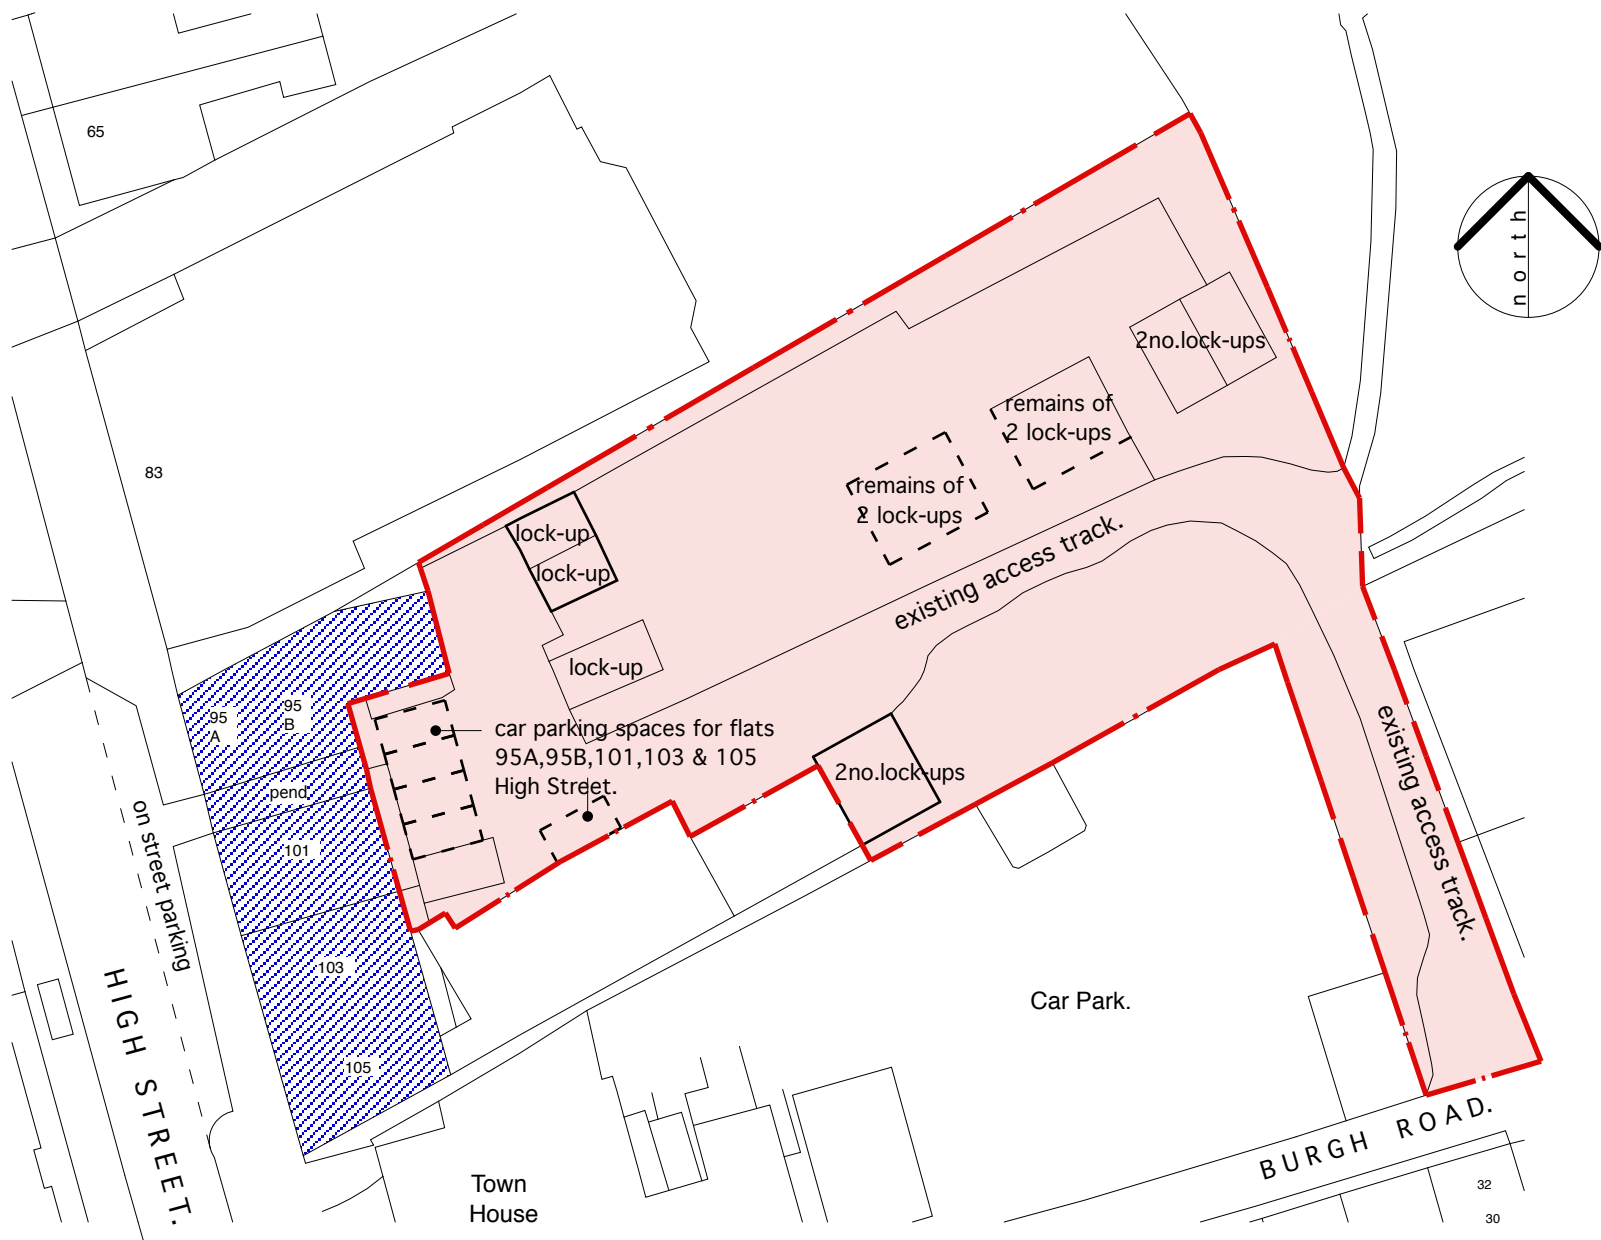 65
north
2no.lock-ups
remains of
2 lock-ups
83
remains of
2 lock-ups
lock-up
lock-up
existing access track.
lock-up
95
A
95
B
car parking spaces for flats
95A,95B,101,103 & 105
High Street.
2no.lock-ups
pend
on street parking
101
existing access track.
103
HIGH STREET.
Car Park.
105
BURGH ROAD.
Town
House
32
30